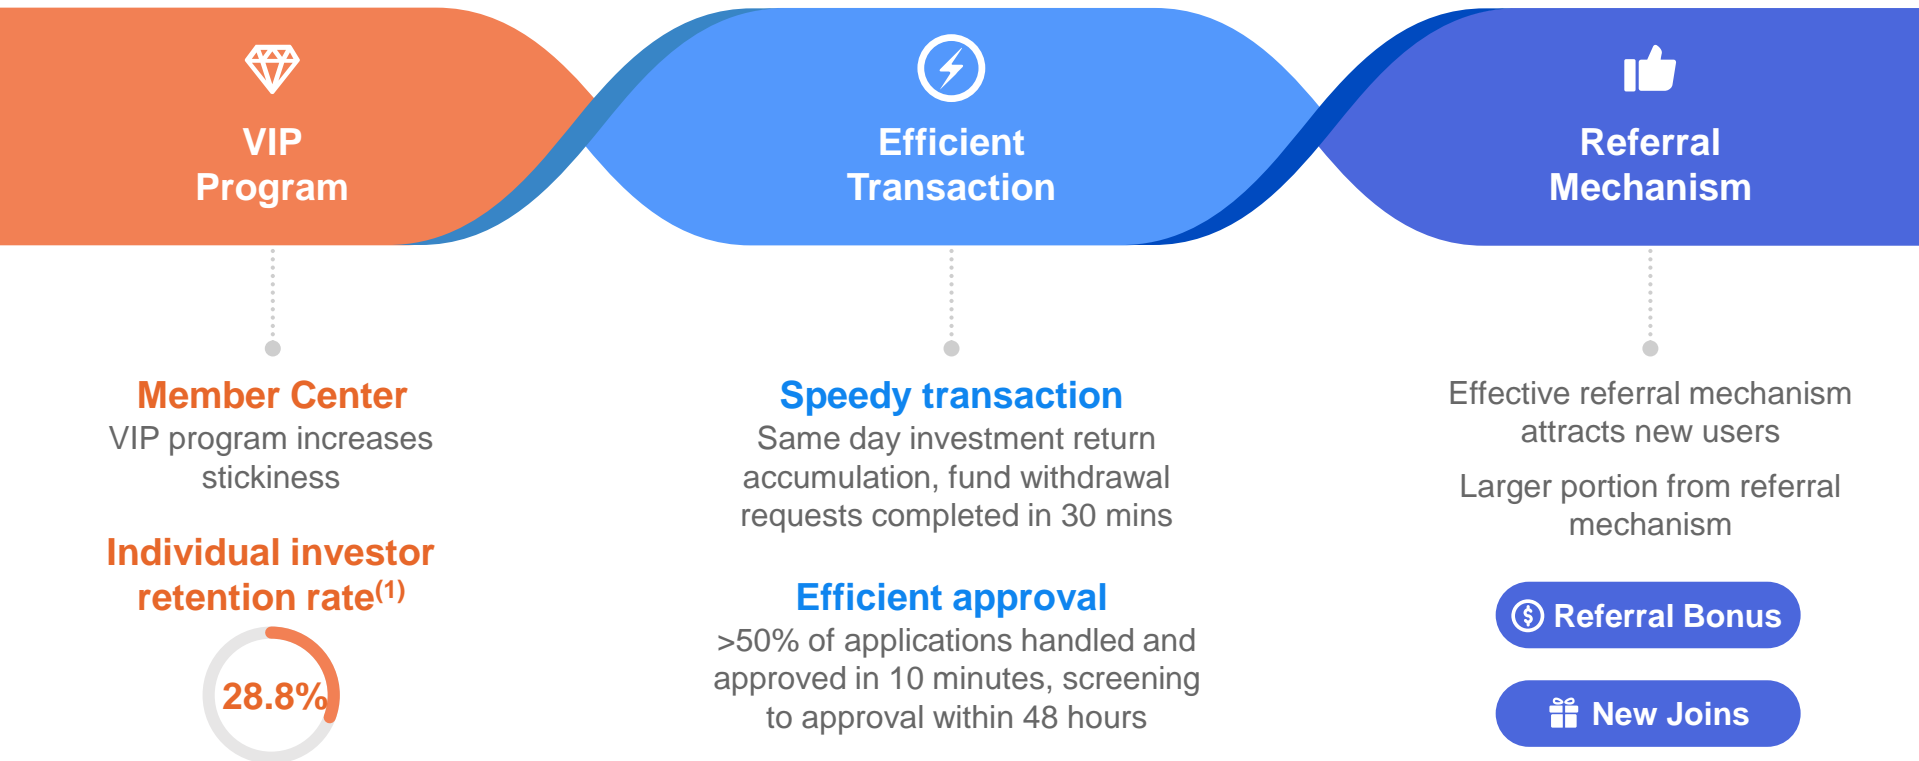 VIP
Program
Efficient
Transaction
Referral
Mechanism
Member Center
VIP program increases
stickiness
Individual investor
retention rate(1)
28.8%
Speedy transaction
Same day investment return
accumulation, fund withdrawal
requests completed in 30 mins
Efficient approval
>50% of applications handled and
approved in 10 minutes, screening
to approval within 48 hours
Effective referral mechanism
attracts new users
Larger portion from referral
mechanism
$ Referral Bonus
New Joins